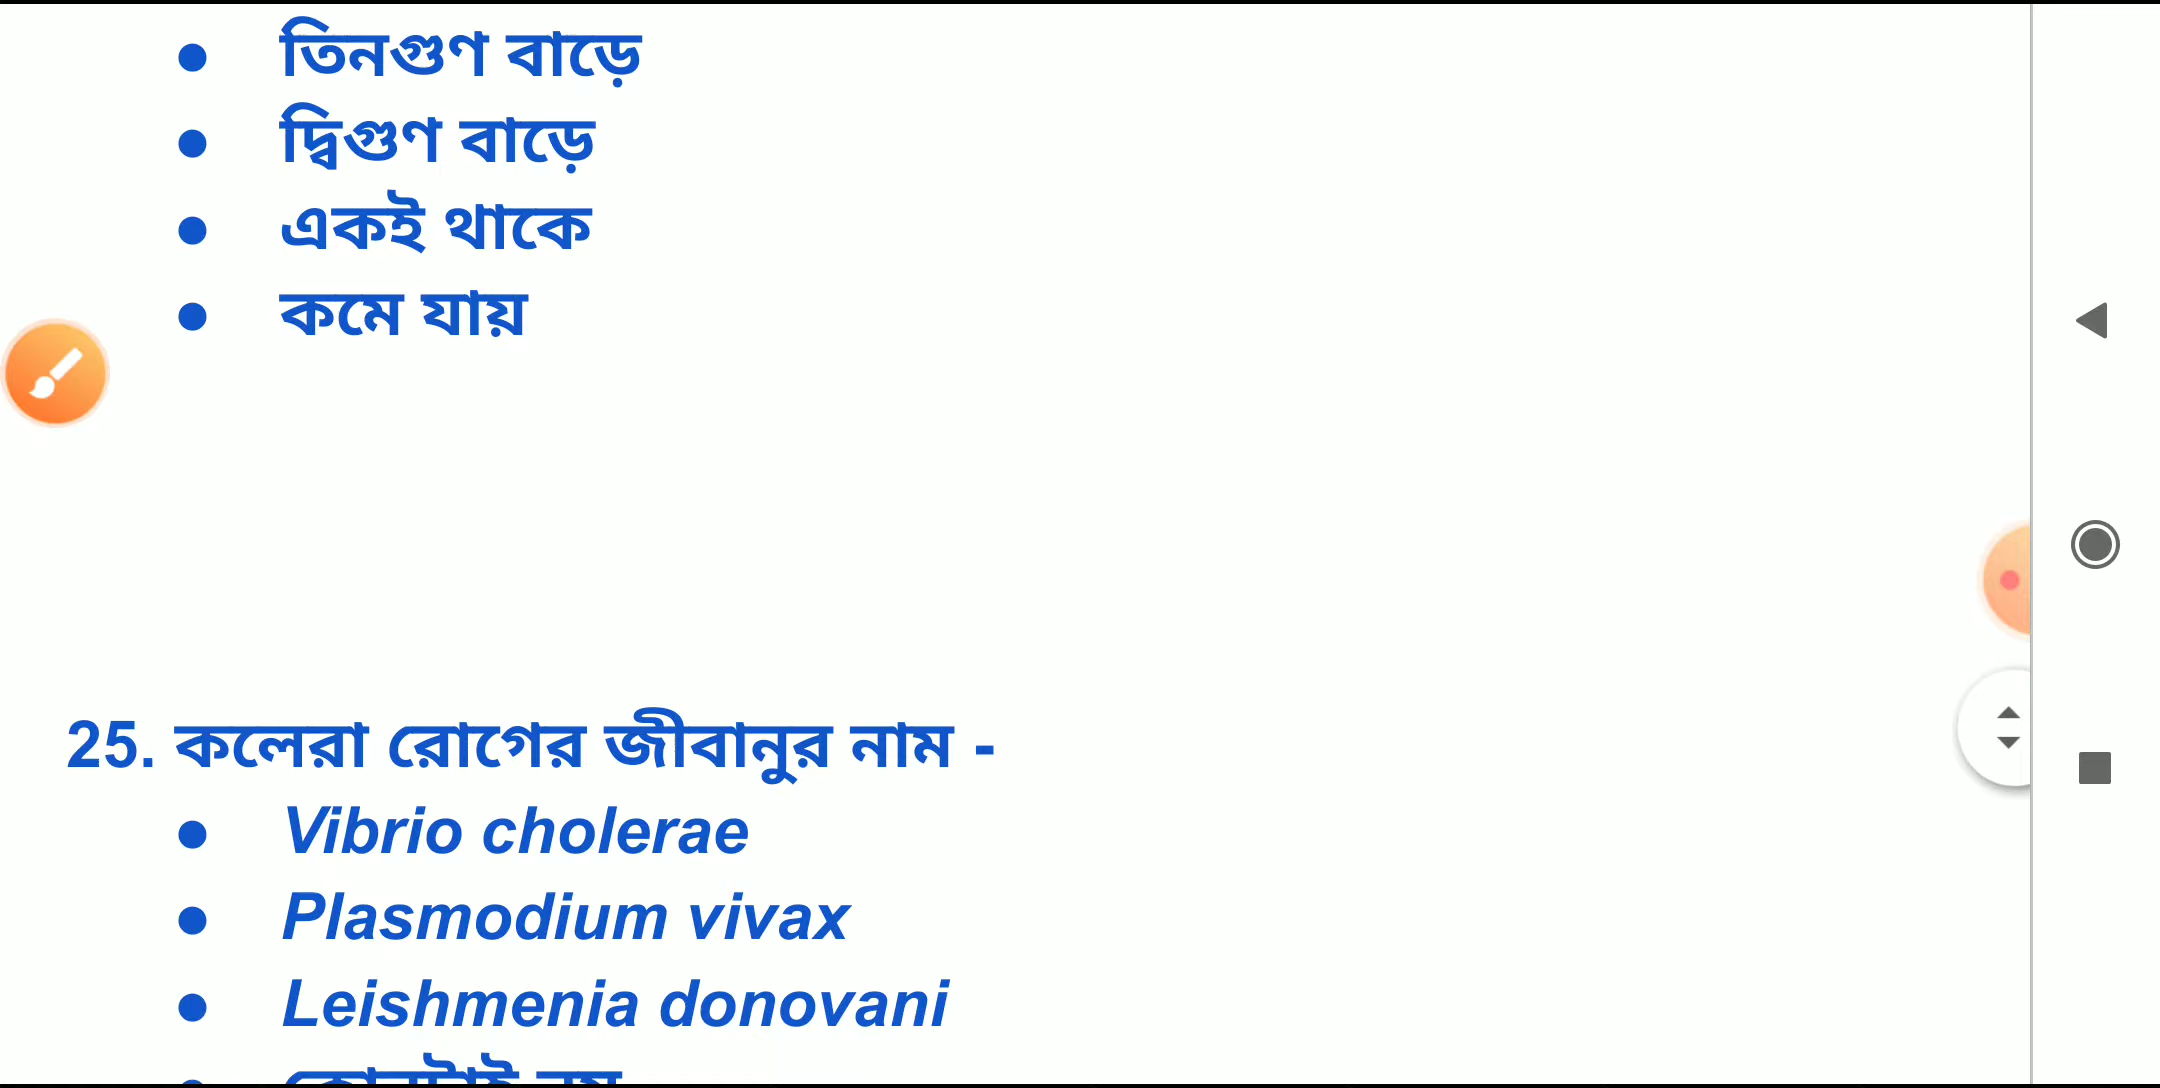 ● তিনগুণ বাড়ে
● দ্বিগুণ বাড়ে
● একই থাকে
● কমে যায়
25. কলেরা রোগের জীবানুর নাম -
● Vibrio cholerae
● Plasmodium vivax
● Leishmenia donovani